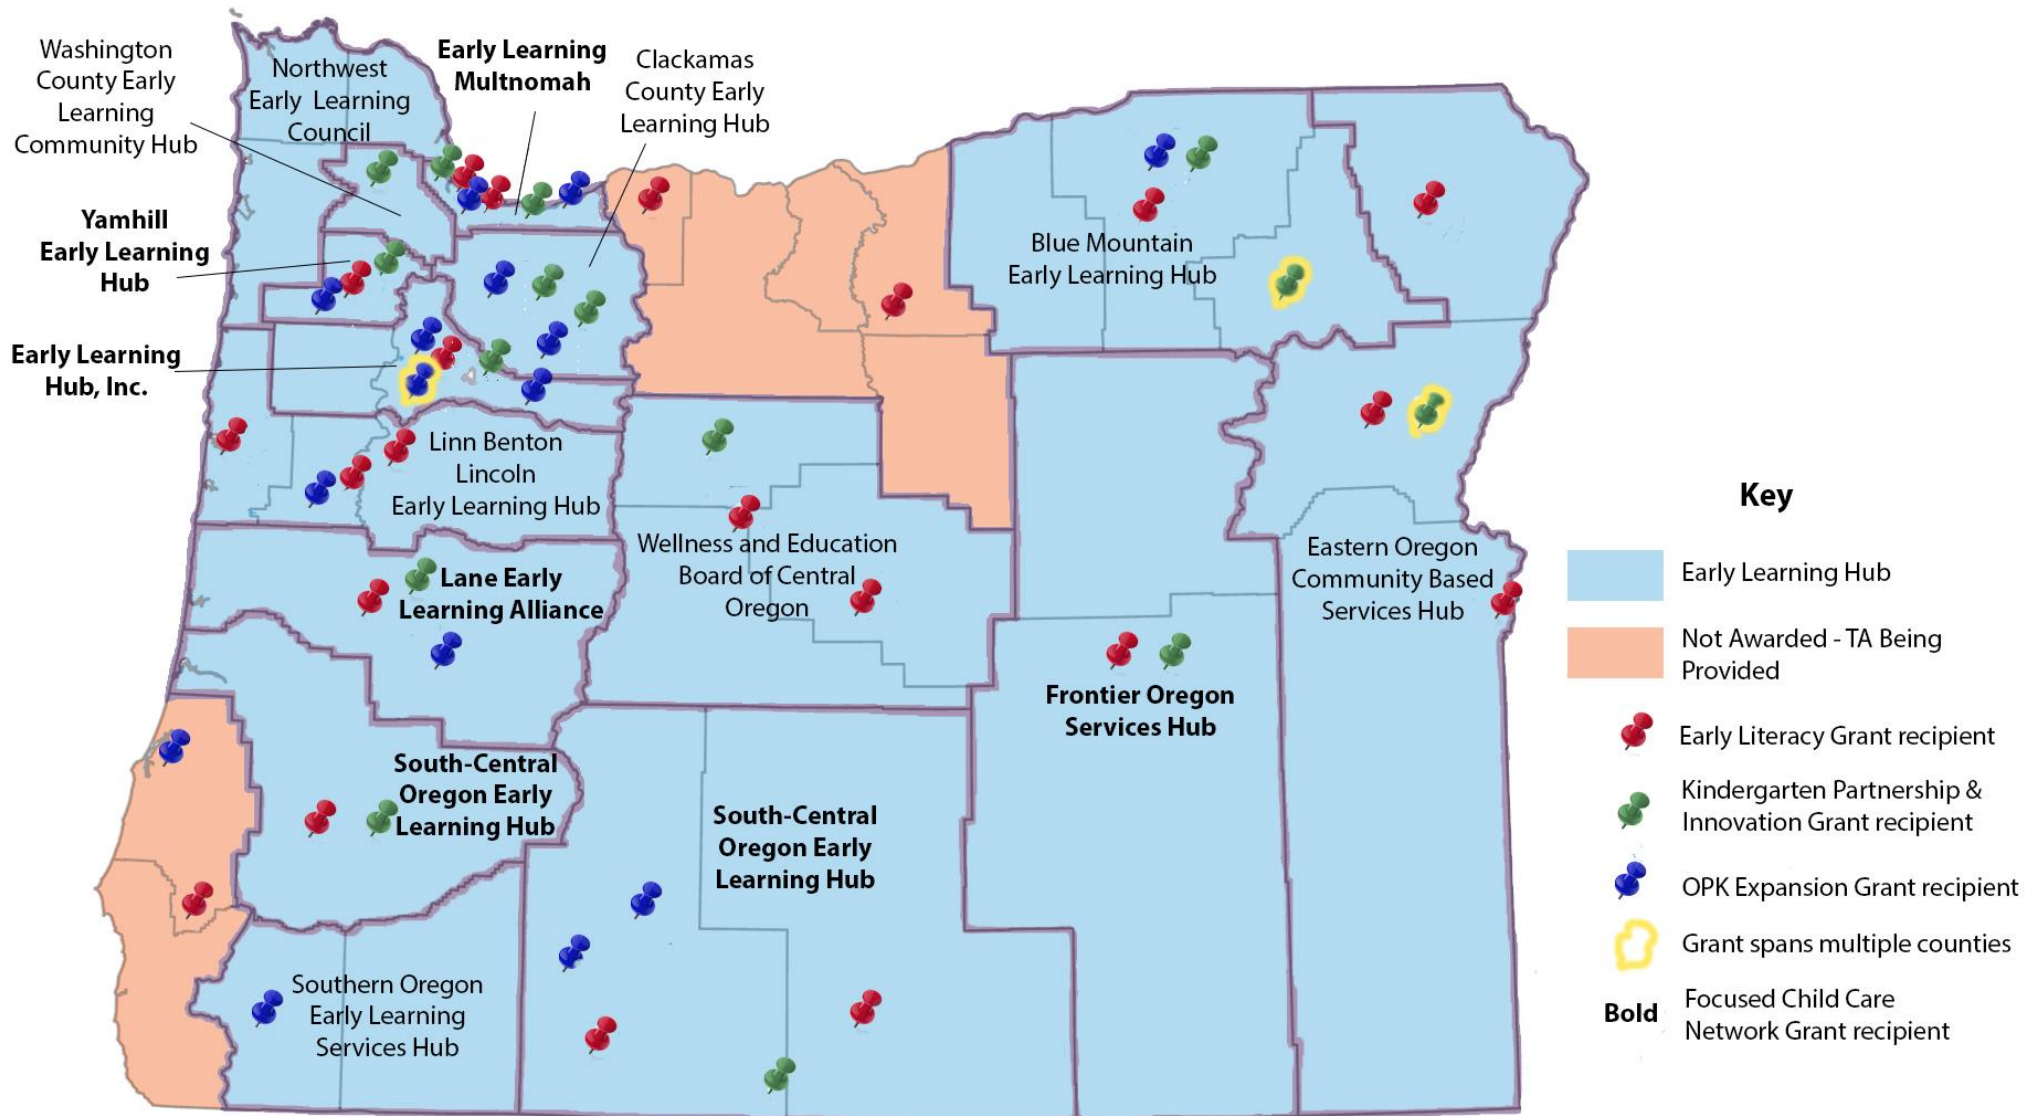 Washington
County Early
Learning
Community Hub
Northwest
Early Learning
Council
Early Learning
Multnomah
Clackamas
County Early
Learning Hub
Yamhill
Early Learning
Hub
Blue Mountain
Early Learning Hub
Early Learning
Hub, Inc.
Linn Benton
Lincoln
Early Learning Hub
Wellness and Education
Board of Central
Oregon
Eastern Oregon
Community Based
Services Hub
Lane Early
Learning Alliance
Frontier Oregon
Services Hub
South-Central
Oregon Early
Learning Hub
South-Central
Oregon Early
Learning Hub
Southern Oregon
Early Learning
Services Hub
Key
Early Learning Hub
Not Awarded - TA Being
Provided
Early Literacy Grant recipient
Kindergarten Partnership &
Innovation Grant recipient
OPK Expansion Grant recipient
Grant spans multiple counties
Bold
Focused Child Care
Network Grant recipient